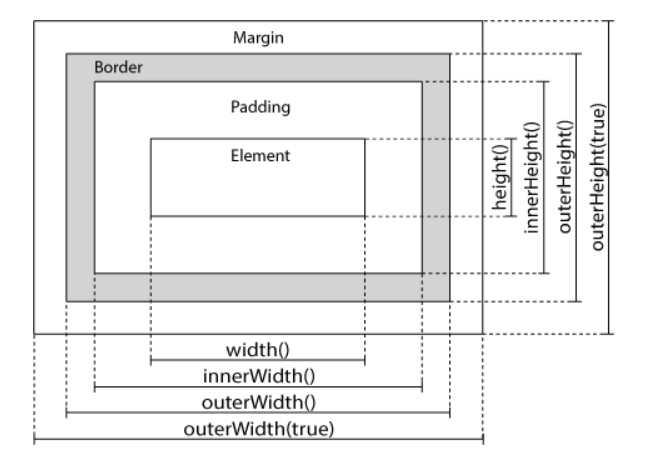 Margin
Border
Padding
Element
height()
innerHeight()
outerHeight()
outerHeight(true)
width()
innerWidth()
outerWidth()
outerWidth(true)